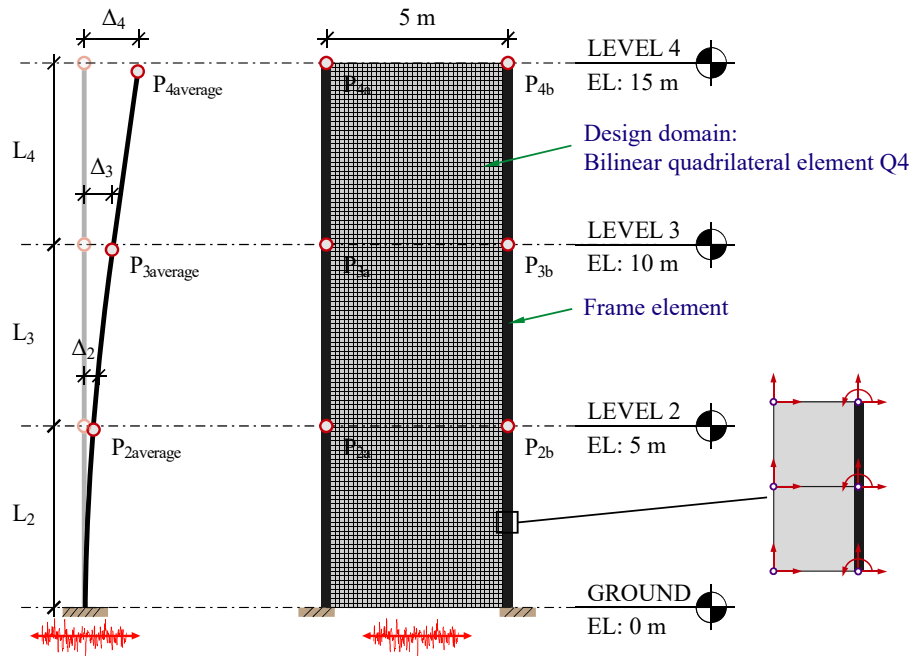 Δ4
5 m
LEVEL 4
EL: 15 m
P4average
P4a
P4b
Design domain:
Bilinear quadrilateral element Q4
L4
Δ3
LEVEL 3
EL: 10 m
P3average
P3a
P3b
Frame element
L3
Δ2
LEVEL 2
EL: 5 m
P2average
P2a
P2b
L2
GROUND
EL: 0 m